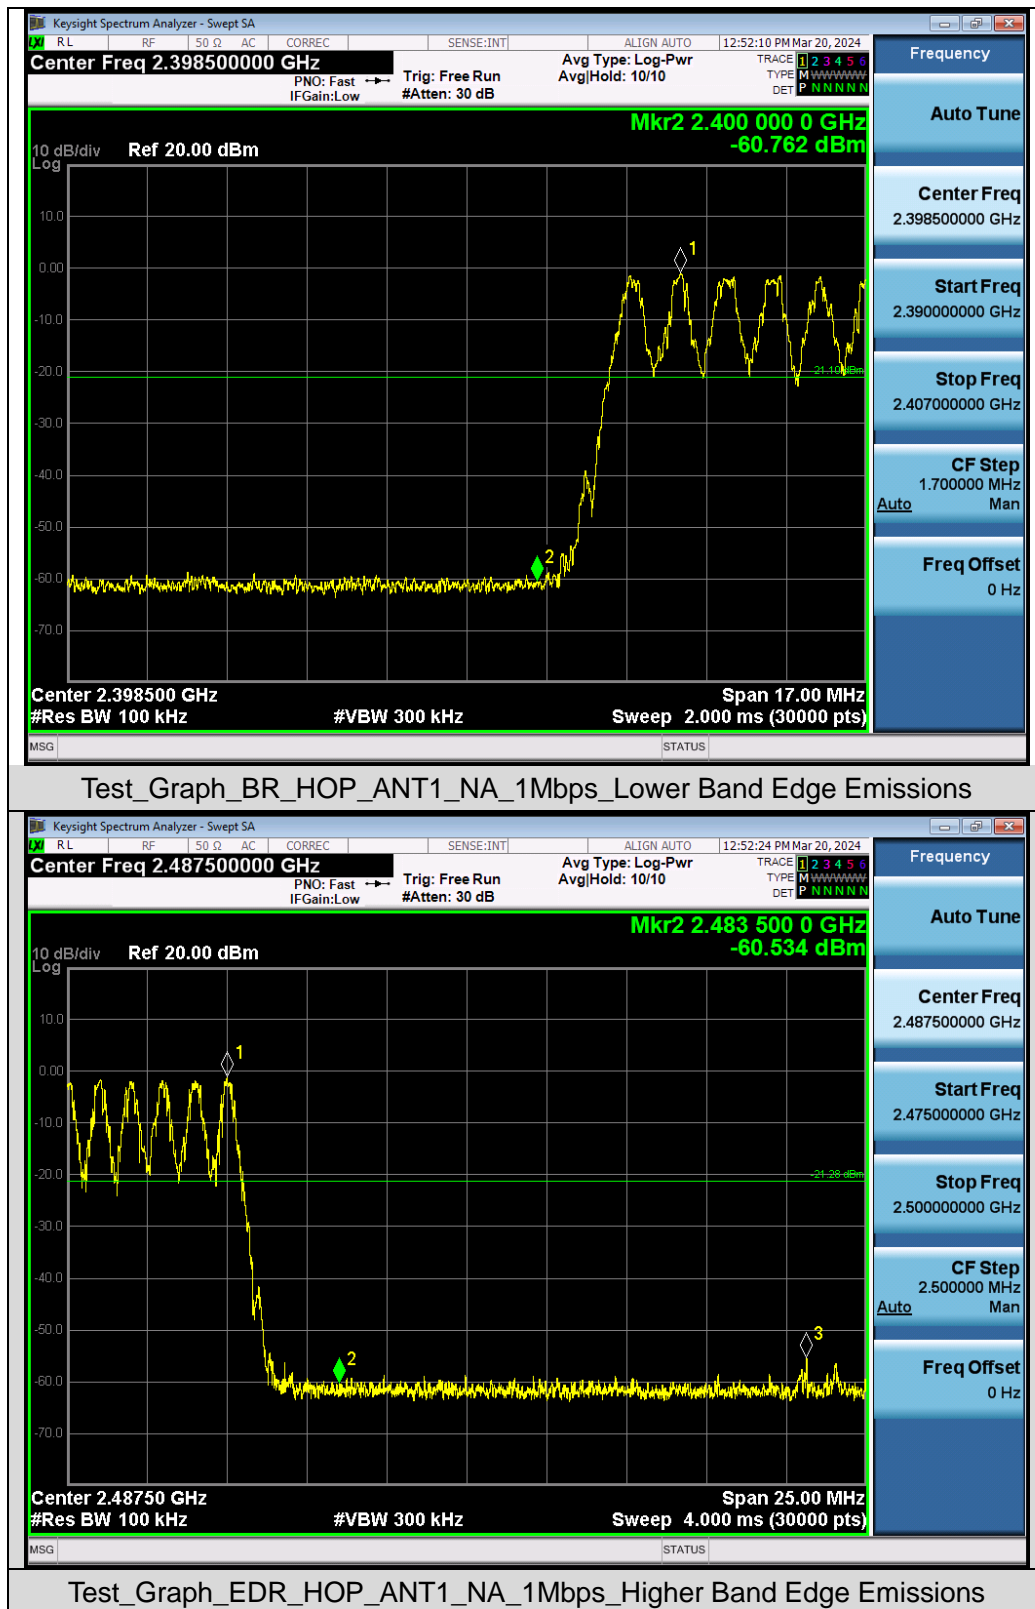 Keysight Spectrum Analyzer - Swept SA
LXI RL RF 50 Ω AC CORREC SENSE:INT ALIGN AUTO 12:52:10 PM Mar 20, 2024
Center Freq 2.398500000 GHz
PNO: Fast
IFGain:Low
Trig: Free Run
#Atten: 30 dB
Avg Type: Log-Pwr
Avg|Hold: 10/10
TRACE 1 2 3 4 5 6
TYPE M WWWWW
DET P N N N N N
Mkr2 2.400 000 0 GHz
-60.762 dBm
10 dB/div Ref 20.00 dBm
Log
10.0
0.00
-10.0
-20.0
-30.0
-40.0
-50.0
-60.0
-70.0
1
2
-21.10 dBm
Center 2.398500 GHz
Span 17.00 MHz
#Res BW 100 kHz
#VBW 300 kHz
Sweep 2.000 ms (30000 pts)
MSG
STATUS
Frequency
Auto Tune
Center Freq
2.398500000 GHz
Start Freq
2.390000000 GHz
Stop Freq
2.407000000 GHz
CF Step
1.700000 MHz
Auto Man
Freq Offset
0 Hz
Test_Graph_BR_HOP_ANT1_NA_1Mbps_Lower Band Edge Emissions
Keysight Spectrum Analyzer - Swept SA
LXI RL RF 50 Ω AC CORREC SENSE:INT ALIGN AUTO 12:52:24 PM Mar 20, 2024
Center Freq 2.487500000 GHz
PNO: Fast
IFGain:Low
Trig: Free Run
#Atten: 30 dB
Avg Type: Log-Pwr
Avg|Hold: 10/10
TRACE 1 2 3 4 5 6
TYPE M WWWWW
DET P N N N N N
Mkr2 2.483 500 0 GHz
-60.534 dBm
10 dB/div Ref 20.00 dBm
Log
10.0
0.00
-10.0
-20.0
-30.0
-40.0
-50.0
-60.0
-70.0
1
2
3
-21.28 dBm
Center 2.48750 GHz
Span 25.00 MHz
#Res BW 100 kHz
#VBW 300 kHz
Sweep 4.000 ms (30000 pts)
MSG
STATUS
Frequency
Auto Tune
Center Freq
2.487500000 GHz
Start Freq
2.475000000 GHz
Stop Freq
2.500000000 GHz
CF Step
2.500000 MHz
Auto Man
Freq Offset
0 Hz
Test_Graph_EDR_HOP_ANT1_NA_1Mbps_Higher Band Edge Emissions